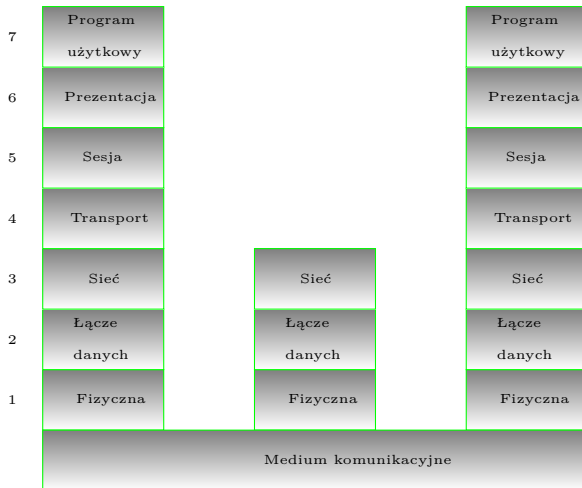 7
Program
użytkowy
Program
użytkowy
6
Prezentacja
Prezentacja
5
Sesja
Sesja
4
Transport
Transport
3
Sieć
Sieć
Sieć
2
Łącze
danych
Łącze
danych
Łącze
danych
1
Fizyczna
Fizyczna
Fizyczna
Medium komunikacyjne